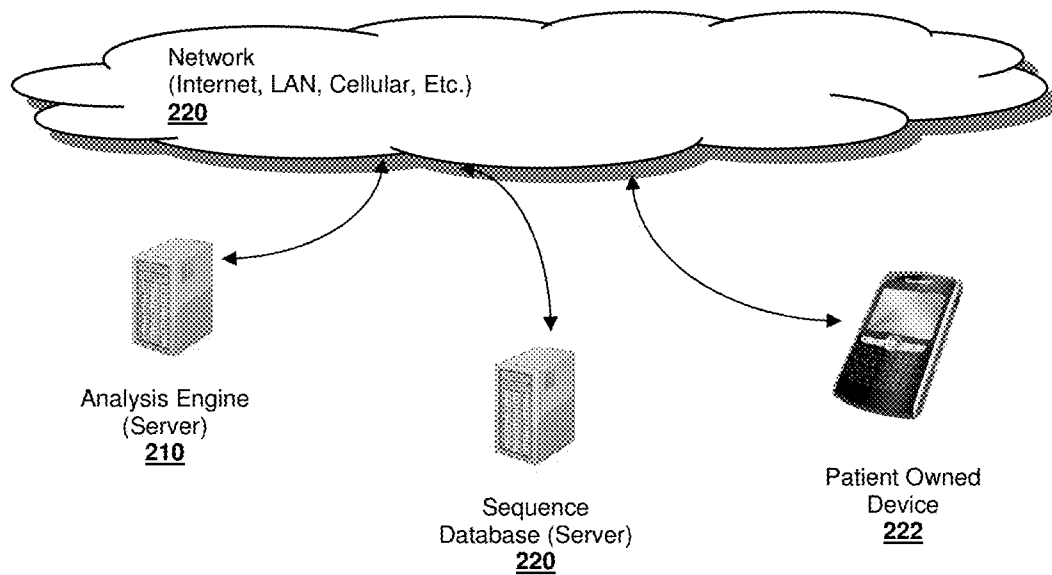 Network
(Internet, LAN, Cellular, Etc.)
220
Analysis Engine
(Server)
210
Sequence
Database (Server)
220
Patient Owned
Device
222